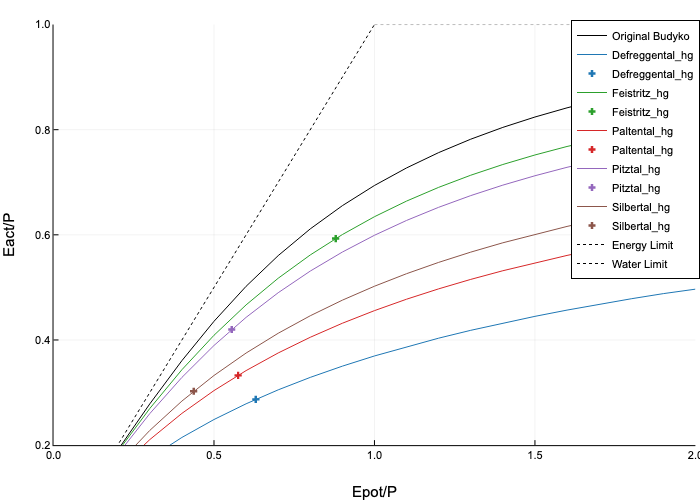 1.0
0.8
0.6
0.4
0.2
Eact/P
0.0
0.5
1.0
1.5
2.0
Epot/P
Original Budyko
Defreggental_hg
Defreggental_hg
Feistritz_hg
Feistritz_hg
Paltental_hg
Paltental_hg
Pitztal_hg
Pitztal_hg
Silbertal_hg
Silbertal_hg
Energy Limit
Water Limit